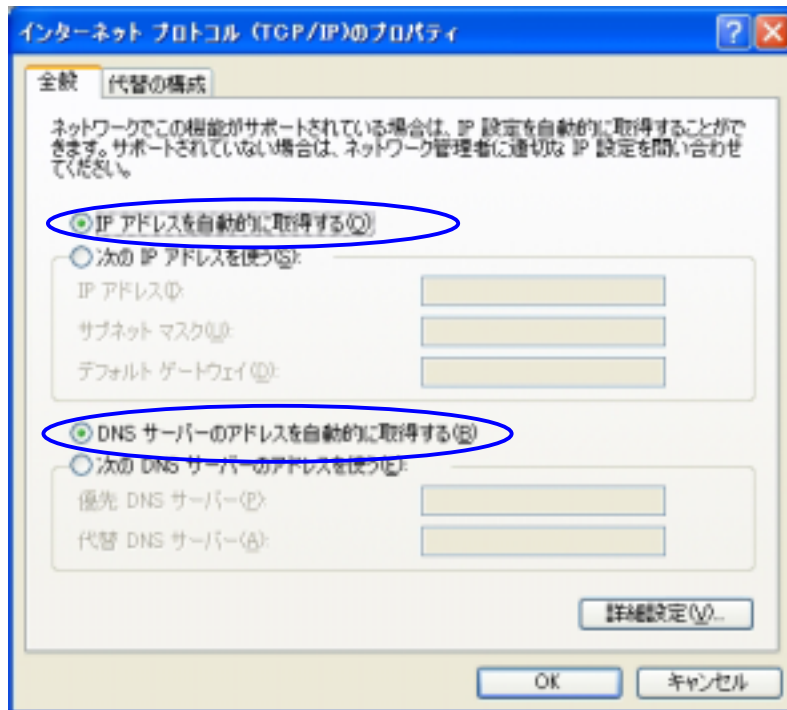 インターネット プロトコル (TCP/IP)のプロパティ
全般
代替の構成
ネットワークでこの機能がサポートされている場合は、IP 設定を自動的に取得することがで
きます。サポートされていない場合は、ネットワーク管理者に適切な IP 設定を問い合わせ
てください。
IP アドレスを自動的に取得する(O)
次の IP アドレスを使う(S):
IP アドレス(I):
サブネット マスク(U):
デフォルト ゲートウェイ(D):
DNS サーバーのアドレスを自動的に取得する(B)
次の DNS サーバーのアドレスを使う(E):
優先 DNS サーバー(P):
代替 DNS サーバー(A):
詳細設定(V)...
OK
キャンセル